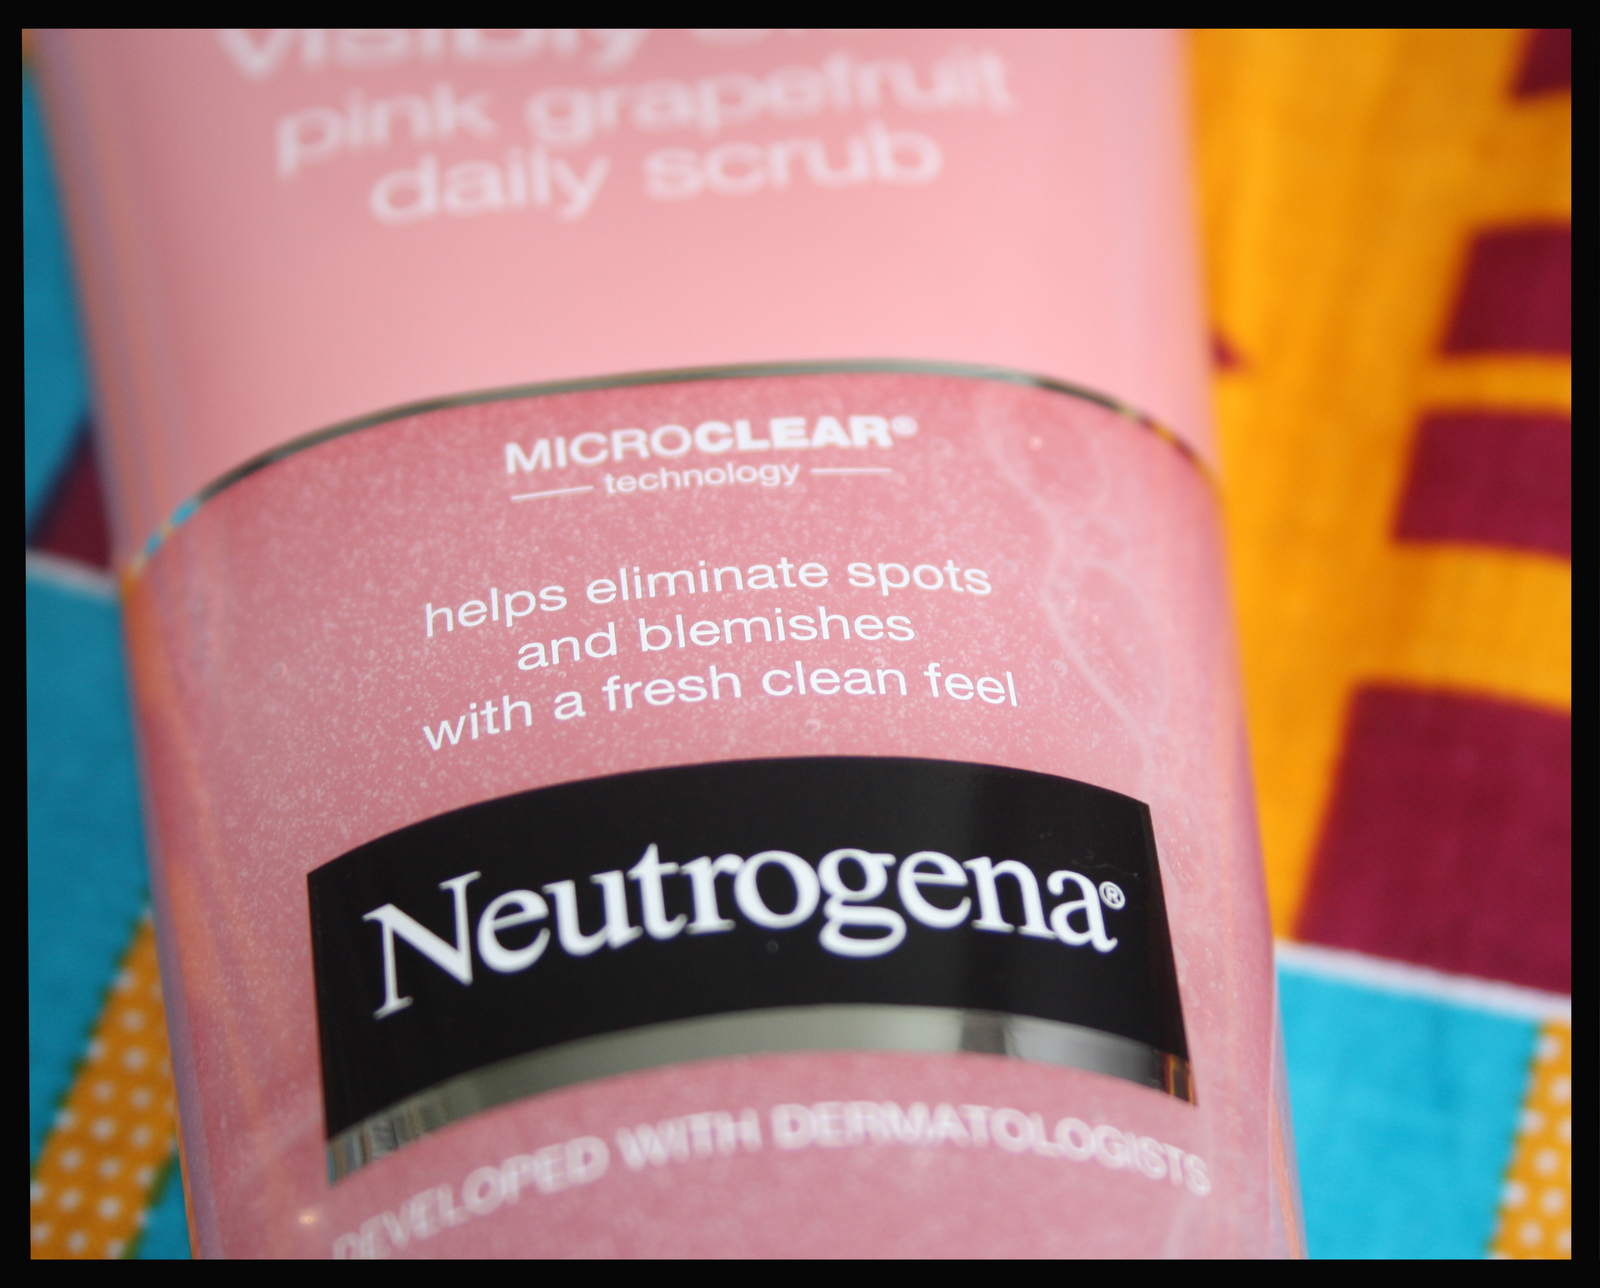 visibly
pink grapefruit
daily scrub
MICROCLEAR®
technology
helps eliminate spots
and blemishes
with a fresh clean feel
Neutrogena®
DEVELOPED WITH DERMATOLOGISTS